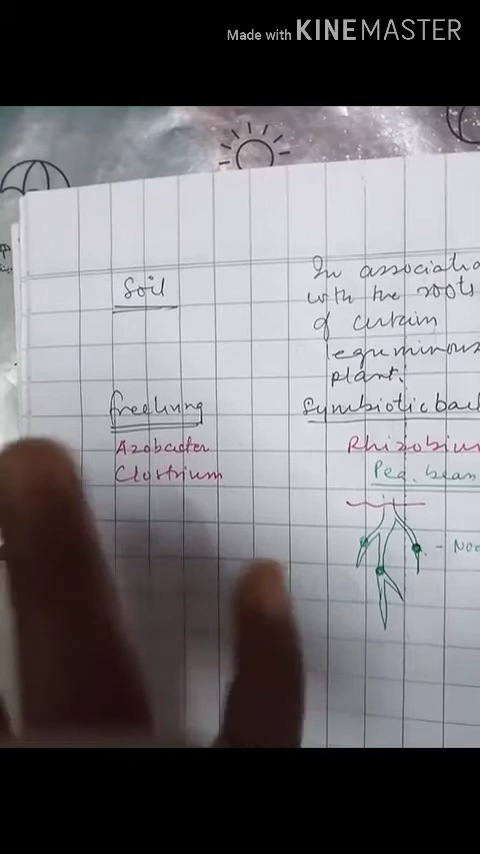 Made with KINEMASTER
Soil
In associatio
with the roots
of certain
leguminous
plant.
freeliving
Azobacter
Clostrium
Symbiotic bac
Rhizobium
Pea, bean
- Noo